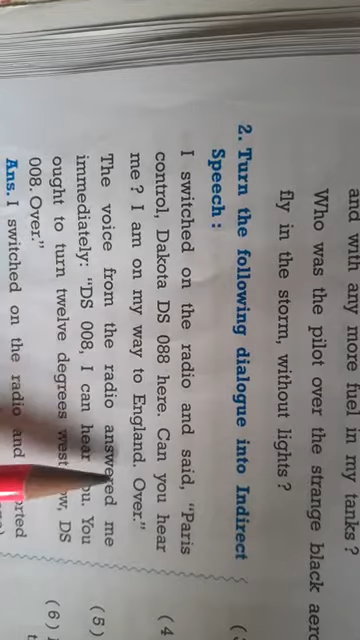 and with any more fuel in my tanks?
Who was the pilot over the strange black
fly in the storm, without lights?
2. Turn the following dialogue into Indirect
Speech :
I switched on the radio and said, "Paris
control, Dakota DS 088 here. Can you hear
me ? I am on my way to England. Over."
The voice from the radio answered me
immediately: "DS 008, I can hear You
ought to turn twelve degrees west DS
008. Over."
Ans. I switched on the radio and
(4
(5)
(6)